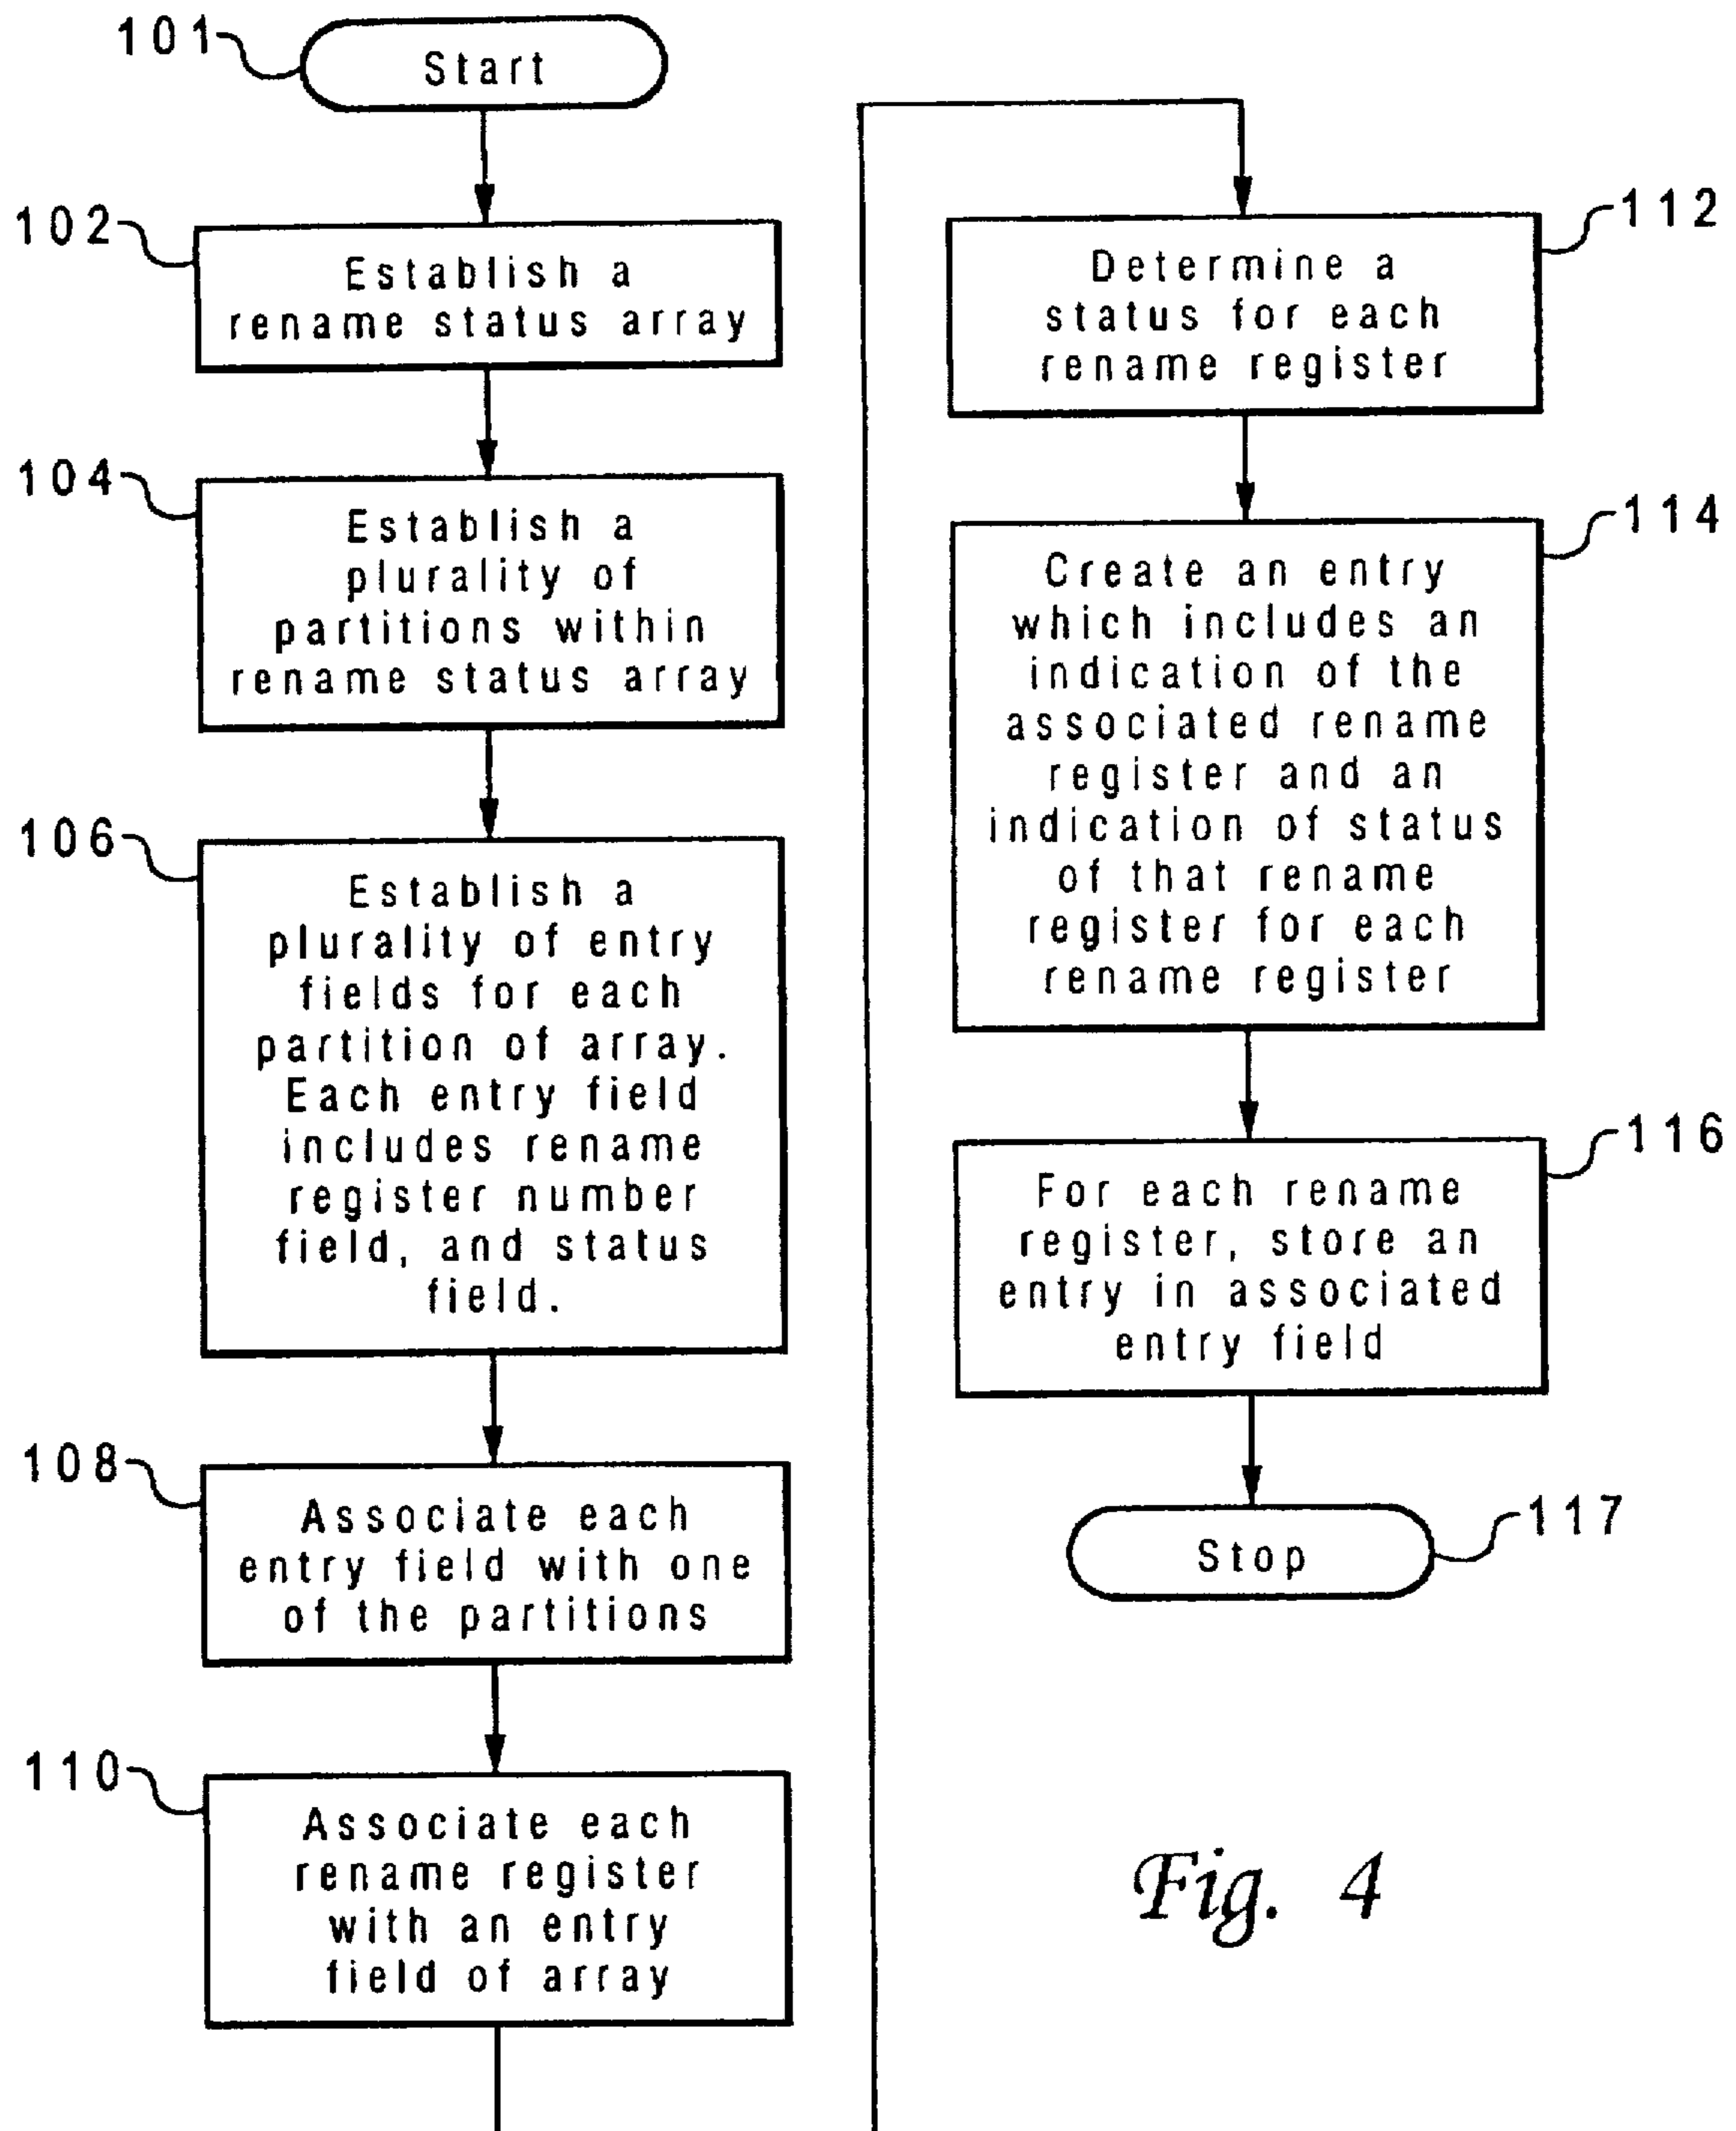 101
Start
102
Establish a
rename status array
104
Establish a
plurality of
partitions within
rename status array
106
Establish a
plurality of entry
fields for each
partition of array.
Each entry field
includes rename
register number
field, and status
field.
108
Associate each
entry field with one
of the partitions
110
Associate each
rename register
with an entry
field of array
112
Determine a
status for each
rename register
114
Create an entry
which includes an
indication of the
associated rename
register and an
indication of status
of that rename
register for each
rename register
116
For each rename
register, store an
entry in associated
entry field
117
Stop
Fig. 4